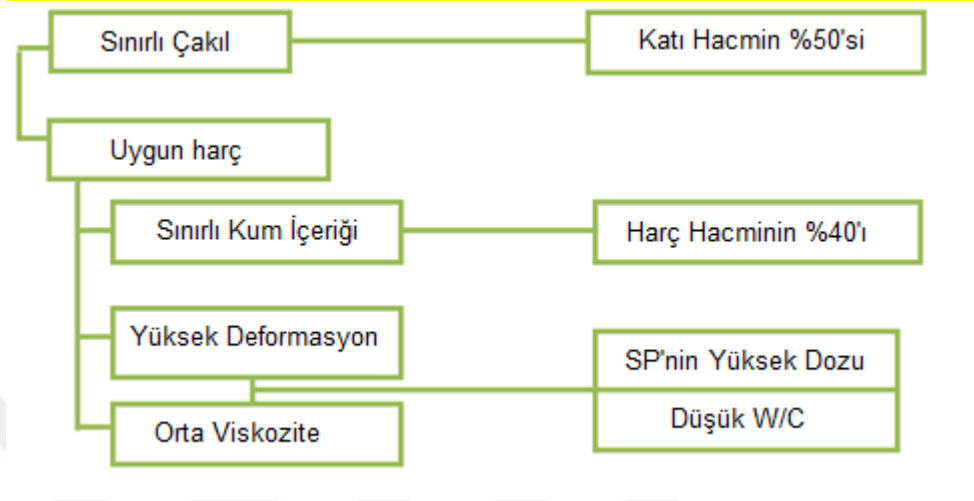 Sınırlı Çakıl
Katı Hacmin %50'si
Uygun harç
Sınırlı Kum İçeriği
Harç Hacminin %40'ı
Yüksek Deformasyon
SP'nin Yüksek Dozu
Düşük W/C
Orta Viskozite